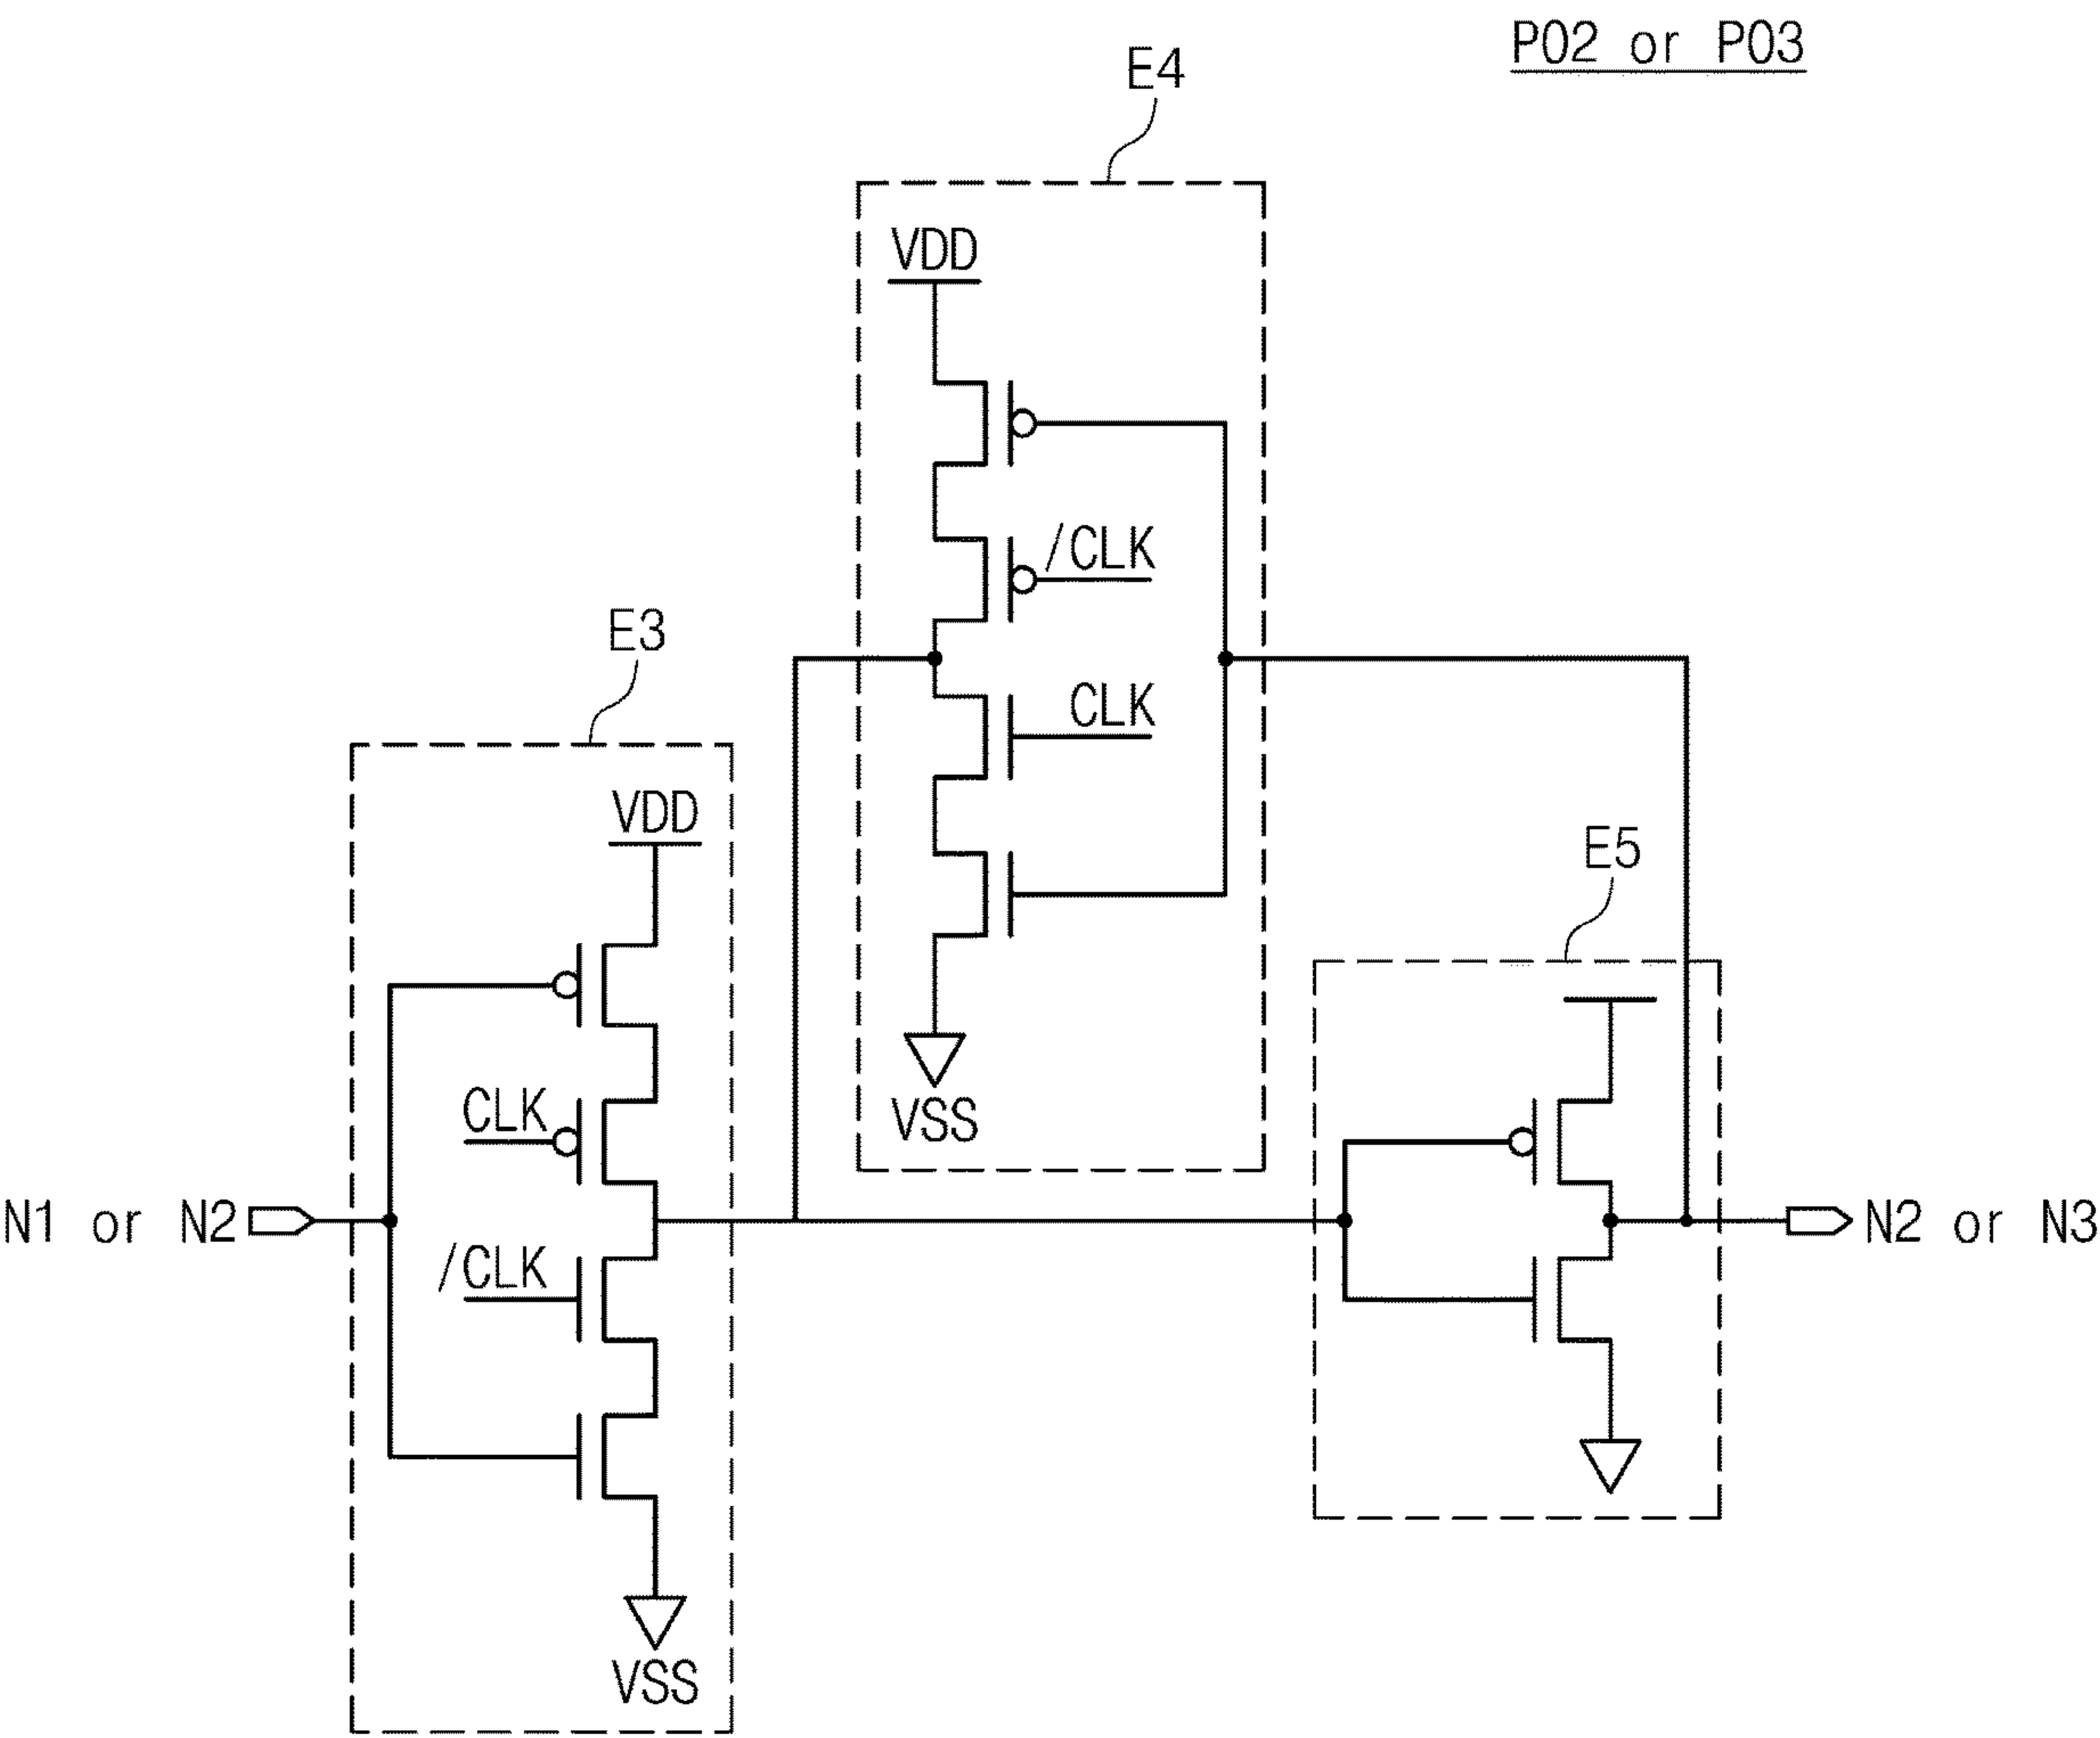 P02 or P03
E4
VDD
/CLK
E3
CLK
VDD
E5
CLK
VSS
N1 or N2
/CLK
N2 or N3
VSS